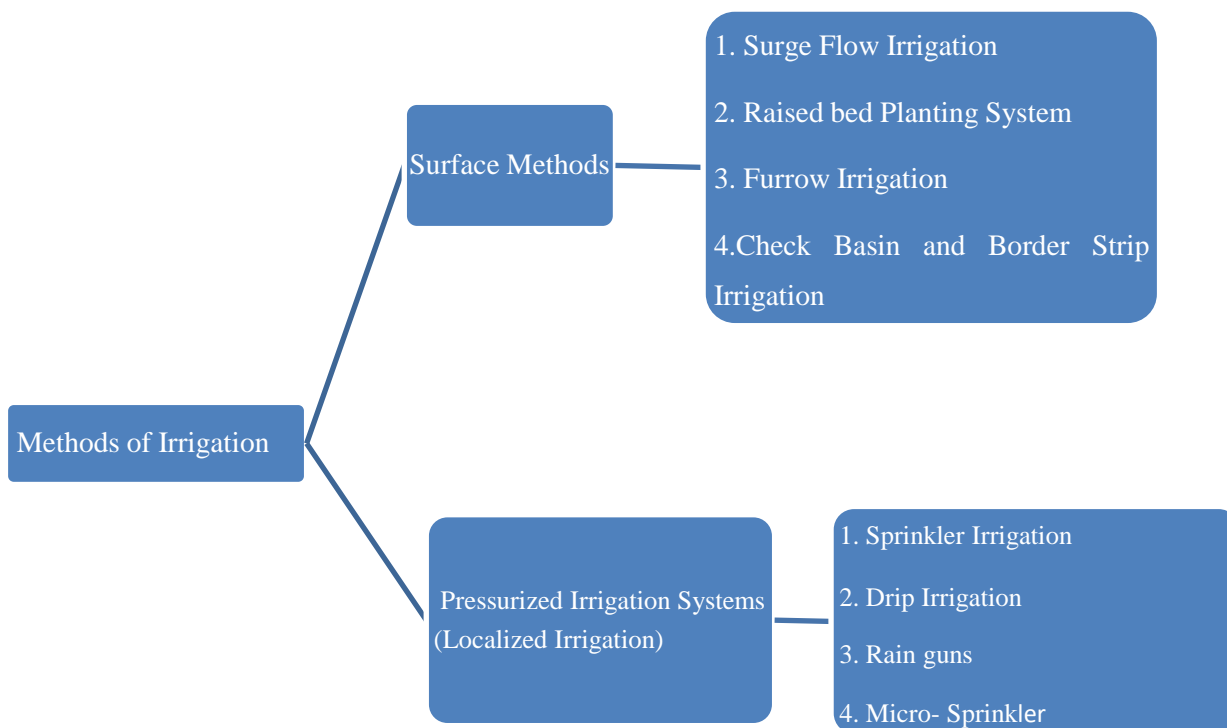 Methods of Irrigation
Surface Methods
1. Surge Flow Irrigation
2. Raised bed Planting System
3. Furrow Irrigation
4.Check Basin and Border Strip
Irrigation
Pressurized Irrigation Systems
(Localized Irrigation)
1. Sprinkler Irrigation
2. Drip Irrigation
3. Rain guns
4. Micro- Sprinkler